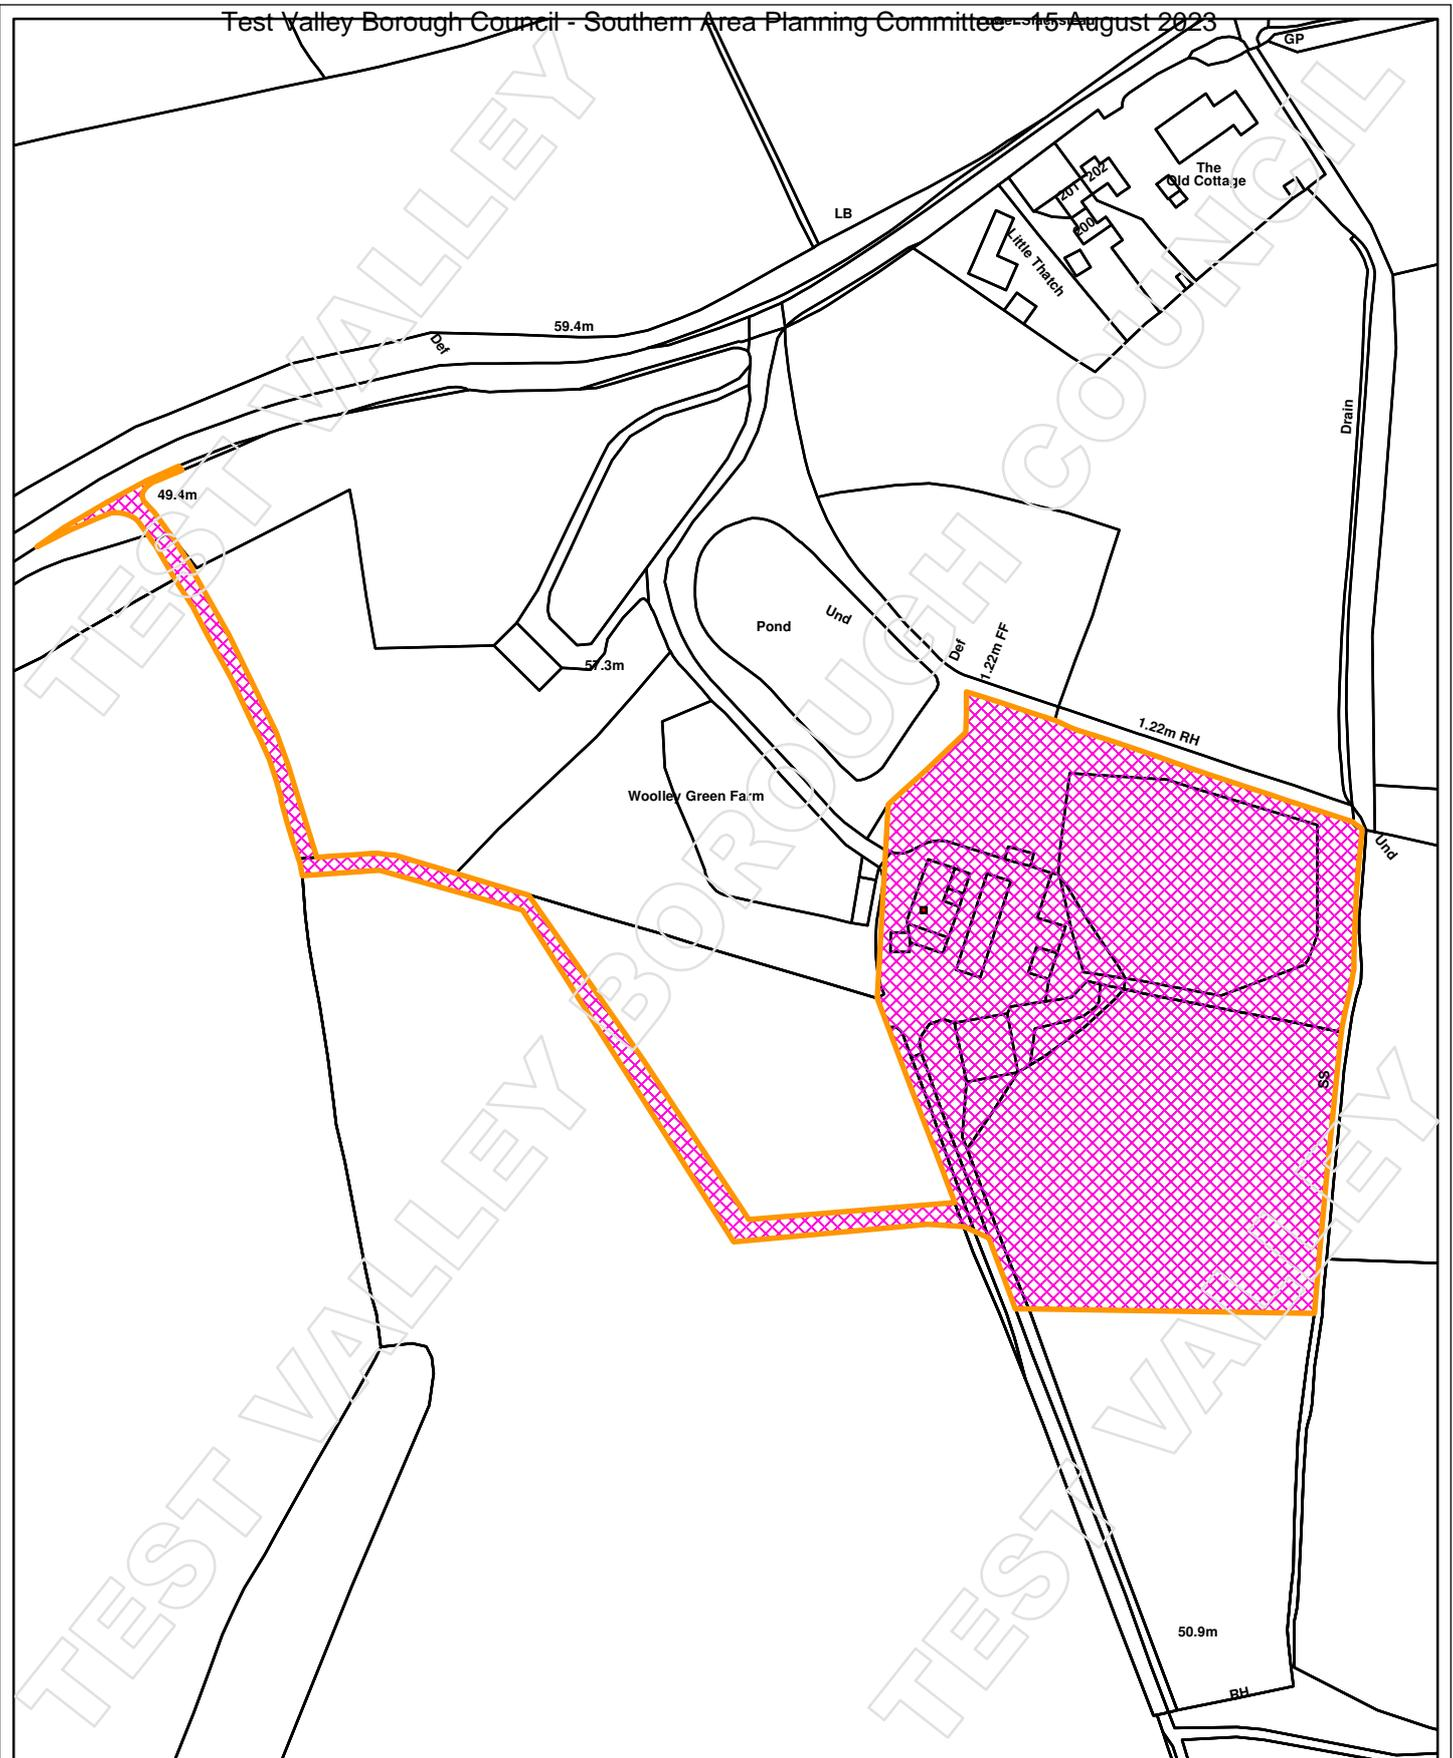 Test Valley Borough Council - Southern Area Planning Committee - 15 August 2023
GP
The
Old Cottage
202
201
200
LB
Little Thatch
59.4m
Def
Drain
49.4m
Pond
Und
Def
1.22m FF
57.3m
1.22m RH
Woolley Green Farm
Und
SS
50.9m
RH
TEST VALLEY BOROUGH COUNCIL
TEST VALLEY
TEST VALLEY